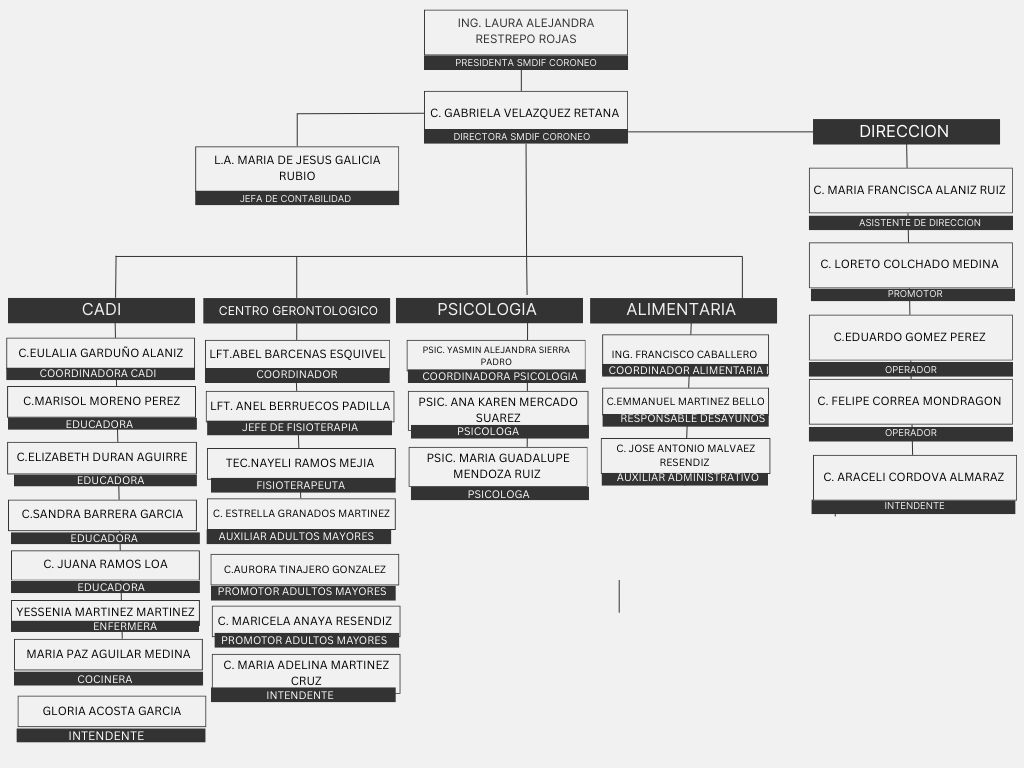 ING. LAURA ALEJANDRA
RESTREPO ROJAS
PRESIDENTA SMDIF CORONEO
C. GABRIELA VELAZQUEZ RETANA
DIRECTORA SMDIF CORONEO
L.A. MARIA DE JESUS GALICIA
RUBIO
JEFA DE CONTABILIDAD
DIRECCION
C. MARIA FRANCISCA ALANIZ RUIZ
ASISTENTE DE DIRECCION
C. LORETO COLCHADO MEDINA
PROMOTOR
C.EDUARDO GOMEZ PEREZ
OPERADOR
C. FELIPE CORREA MONDRAGON
OPERADOR
C. ARACELI CORDOVA ALMARAZ
INTENDENTE
CADI
C.EULALIA GARDUÑO ALANIZ
COORDINADORA CADI
C.MARISOL MORENO PEREZ
EDUCADORA
C.ELIZABETH DURAN AGUIRRE
EDUCADORA
C.SANDRA BARRERA GARCIA
EDUCADORA
C. JUANA RAMOS LOA
EDUCADORA
YESSENIA MARTINEZ MARTINEZ
ENFERMERA
MARIA PAZ AGUILAR MEDINA
COCINERA
GLORIA ACOSTA GARCIA
INTENDENTE
CENTRO GERONTOLOGICO
LFT.ABEL BARCENAS ESQUIVEL
COORDINADOR
LFT. ANEL BERRUECOS PADILLA
JEFE DE FISIOTERAPIA
TEC.NAYELI RAMOS MEJIA
FISIOTERAPEUTA
C. ESTRELLA GRANADOS MARTINEZ
AUXILIAR ADULTOS MAYORES
C.AURORA TINAJERO GONZALEZ
PROMOTOR ADULTOS MAYORES
C. MARICELA ANAYA RESENDIZ
PROMOTOR ADULTOS MAYORES
C. MARIA ADELINA MARTINEZ
CRUZ
INTENDENTE
PSICOLOGIA
PSIC. YASMIN ALEJANDRA SIERRA
PADRO
COORDINADORA PSICOLOGIA
PSIC. ANA KAREN MERCADO
SUAREZ
PSICOLOGA
PSIC. MARIA GUADALUPE
MENDOZA RUIZ
PSICOLOGA
ALIMENTARIA
ING. FRANCISCO CABALLERO
COORDINADOR ALIMENTARIA I
C.EMMANUEL MARTINEZ BELLO
RESPONSABLE DESAYUNOS
C. JOSE ANTONIO MALVAEZ
RESENDIZ
AUXILIAR ADMINISTRATIVO